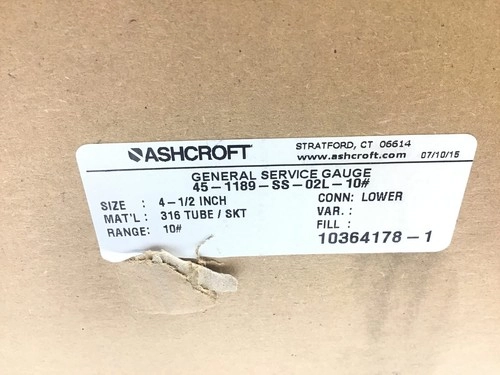 ASHCROFT
STRATFORD, CT 06614
www.ashcroft.com 07/10/15
GENERAL SERVICE GAUGE
45-1189-SS-02L-10#
SIZE : 4-1/2 INCH CONN: LOWER
MAT'L : 316 TUBE / SKT VAR. :
RANGE: 10# FILL :
10364178-1